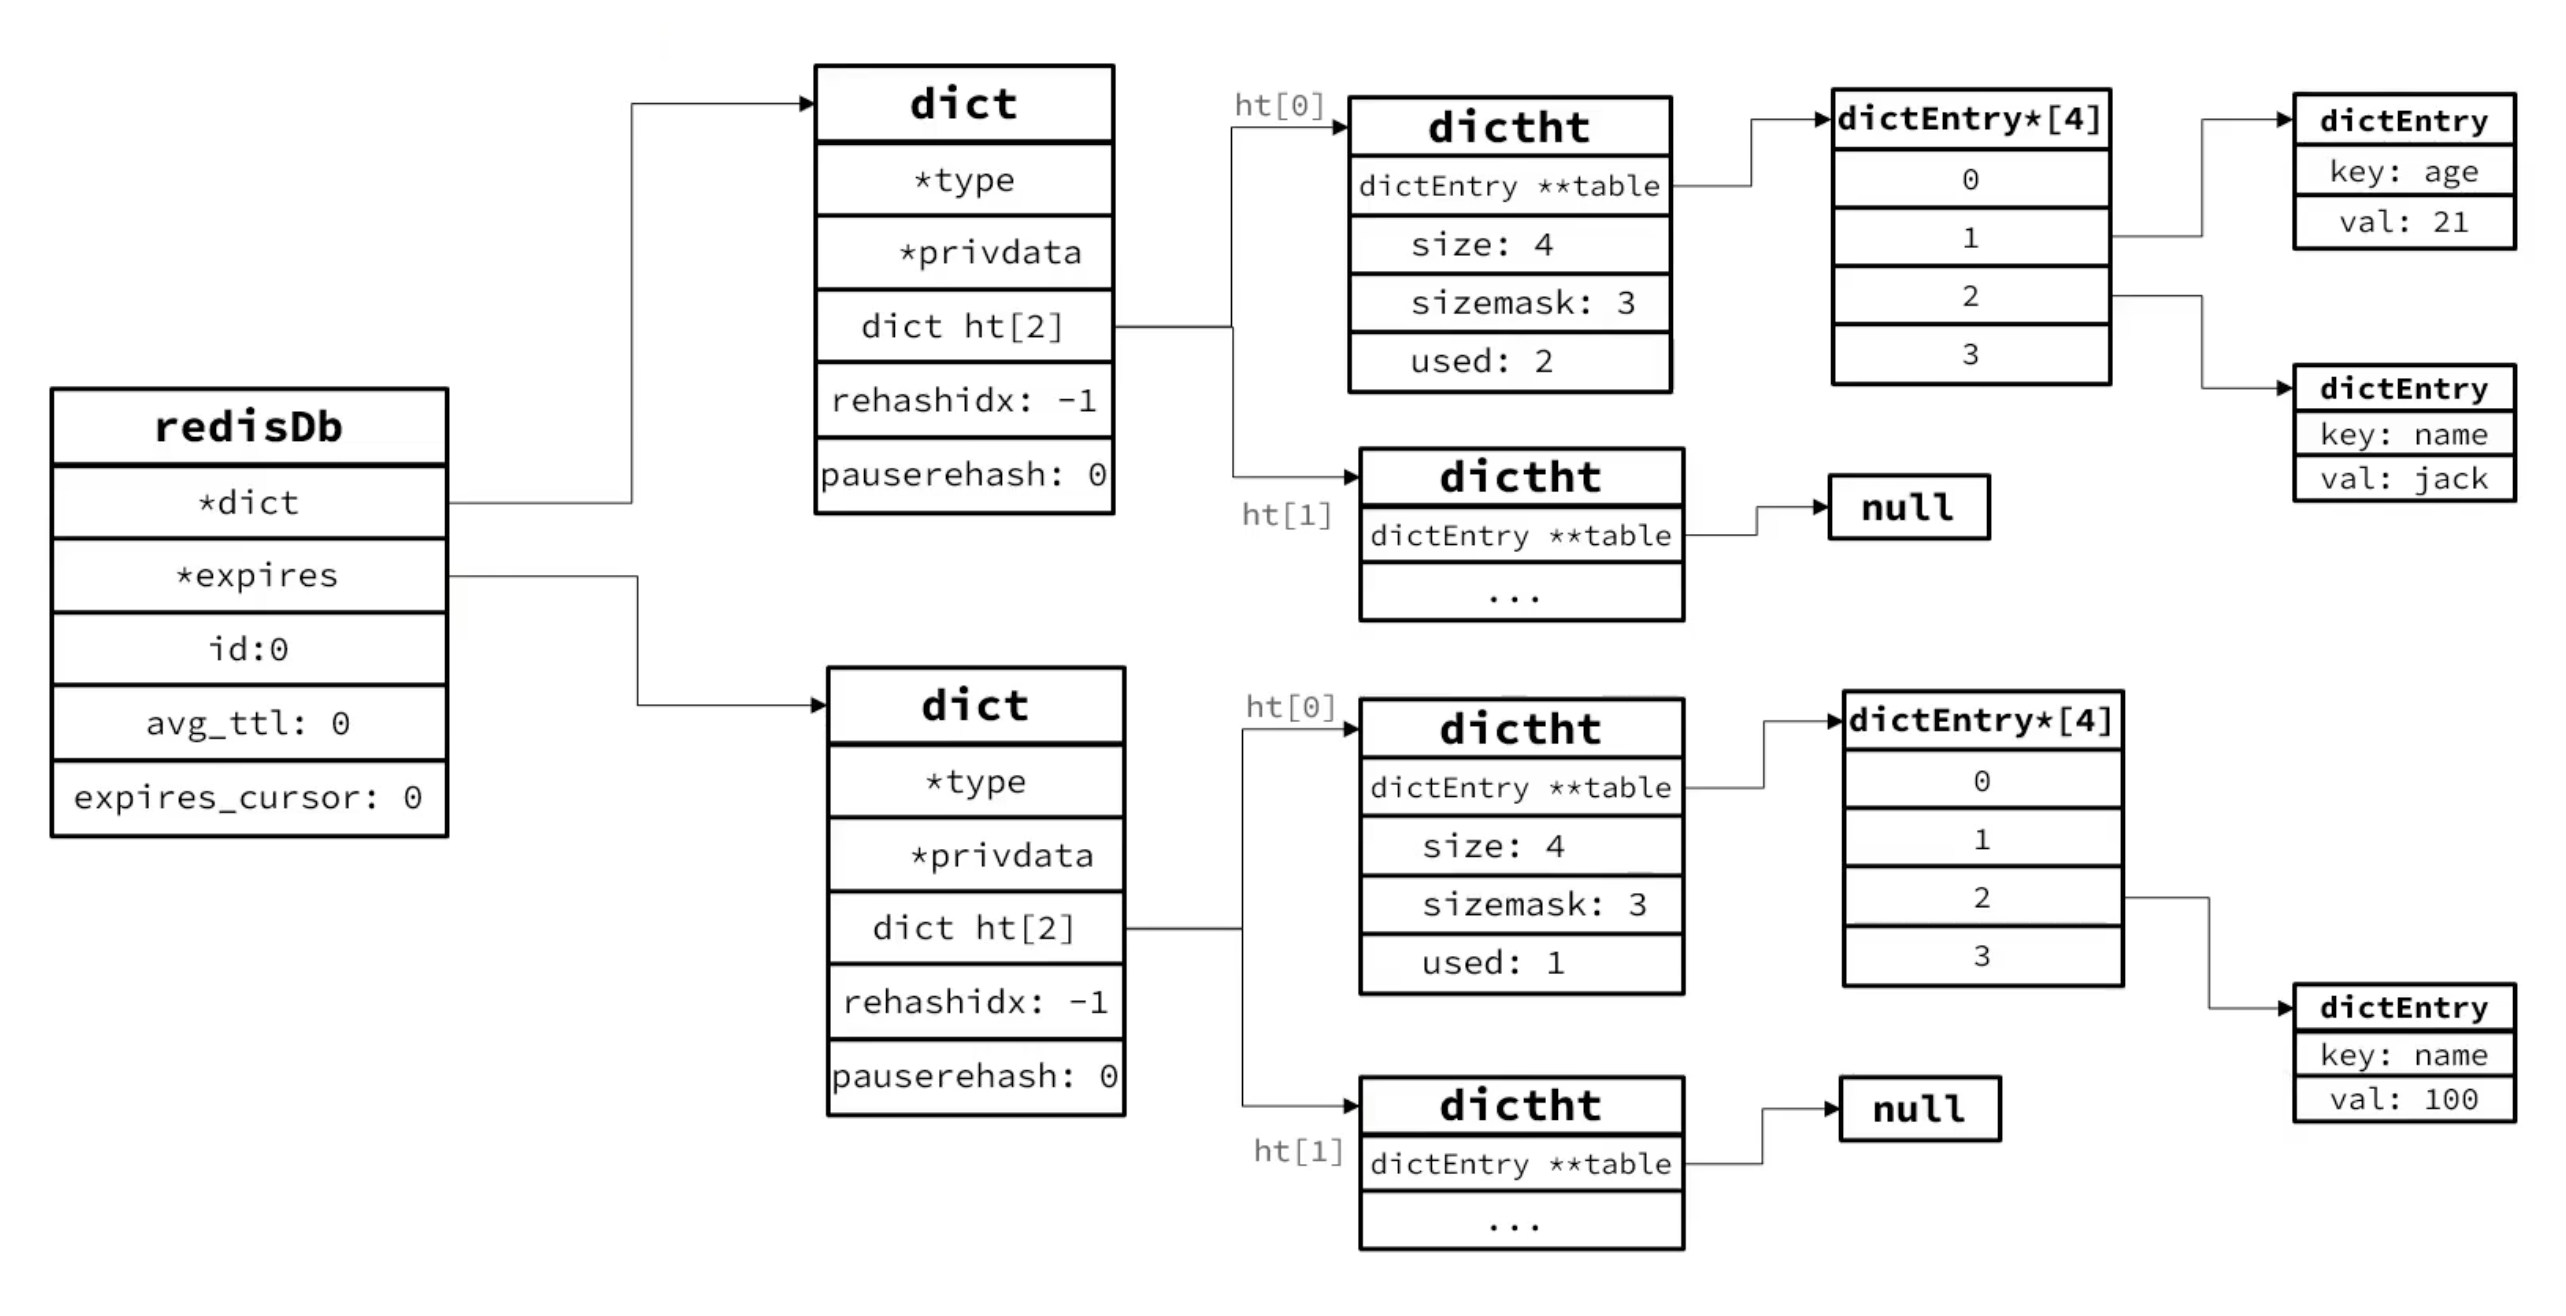 redisDb
*dict
*expires
id:0
avg_ttl: 0
expires_cursor: 0
dict
*type
*privdata
dict ht[2]
rehashidx: -1
pauserehash: 0
ht[0]
dictht
dictEntry **table
size: 4
sizemask: 3
used: 2
dictEntry*[4]
0
1
2
3
dictEntry
key: age
val: 21
dictEntry
key: name
val: jack
ht[1]
dictht
dictEntry **table
...
null
dict
*type
*privdata
dict ht[2]
rehashidx: -1
pauserehash: 0
ht[0]
dictht
dictEntry **table
size: 4
sizemask: 3
used: 1
dictEntry*[4]
0
1
2
3
dictEntry
key: name
val: 100
ht[1]
dictht
dictEntry **table
...
null